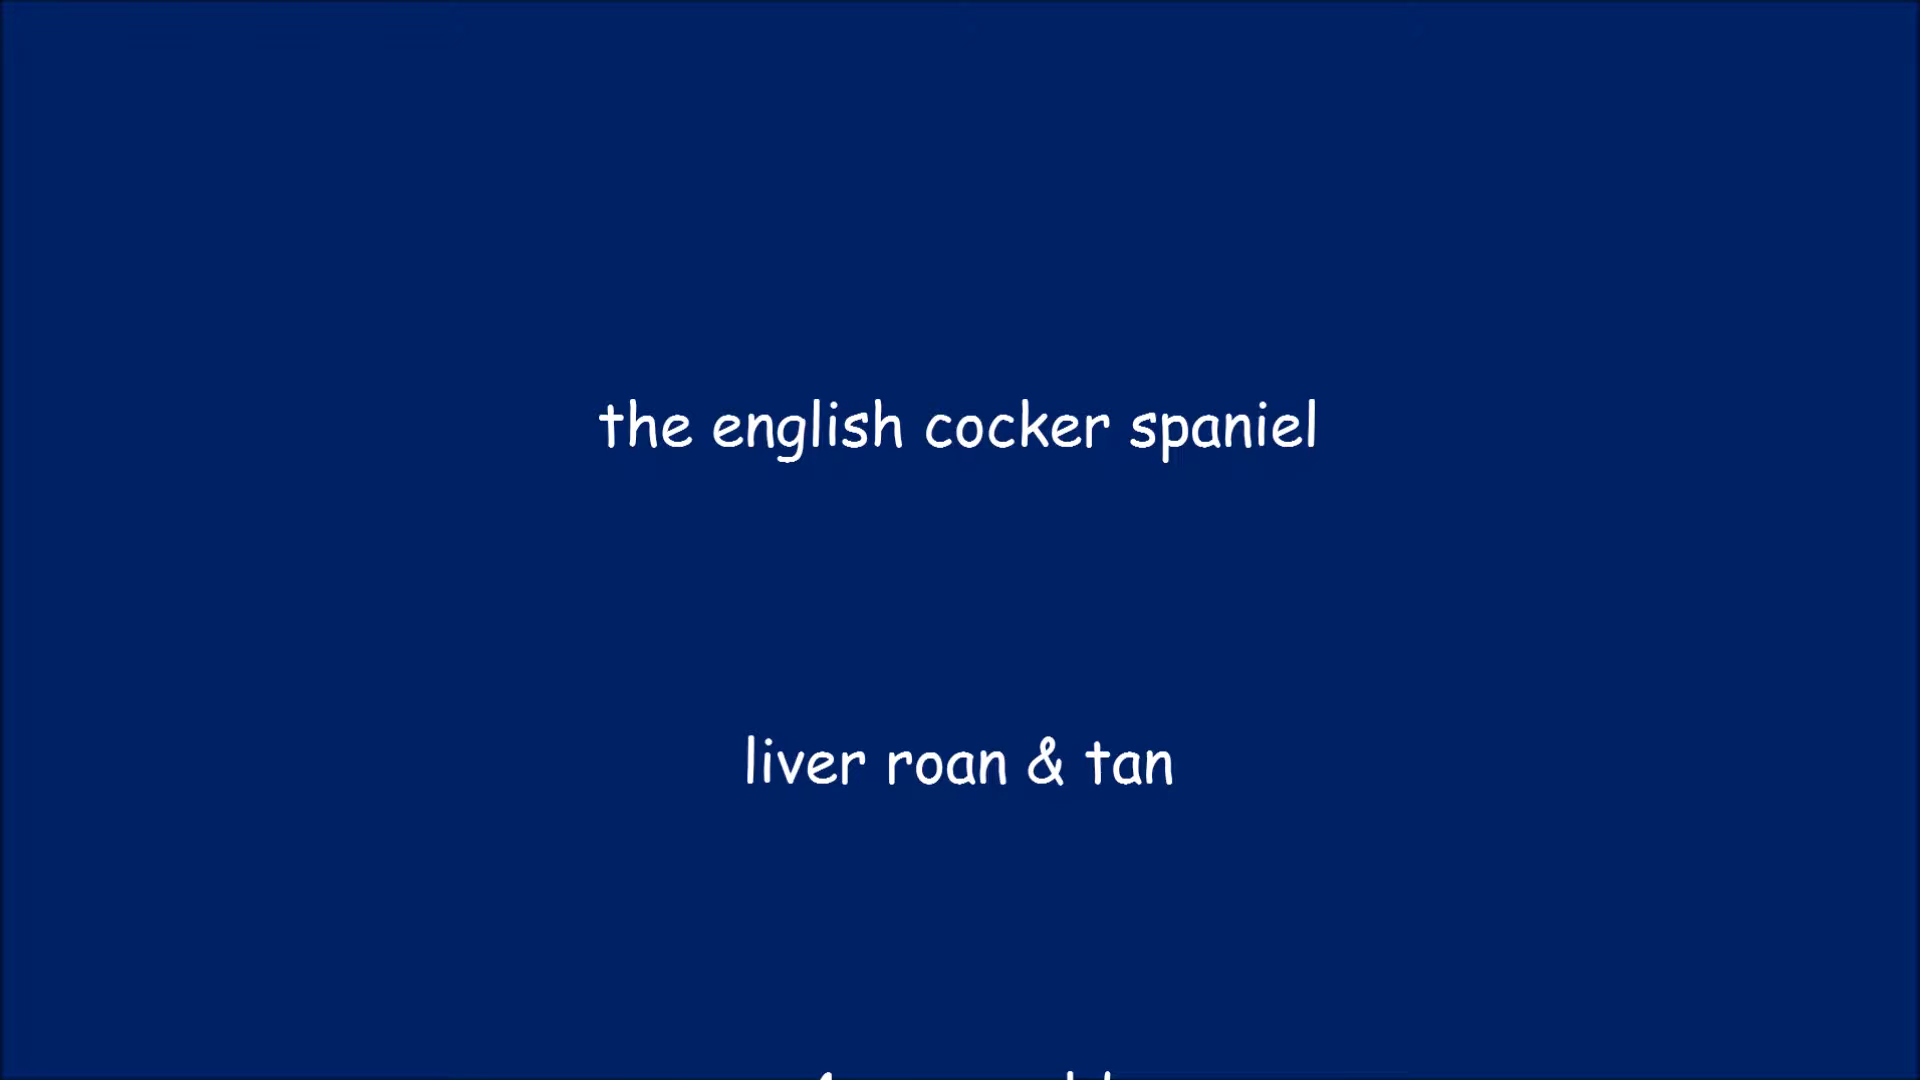 the english cocker spaniel
liver roan & tan